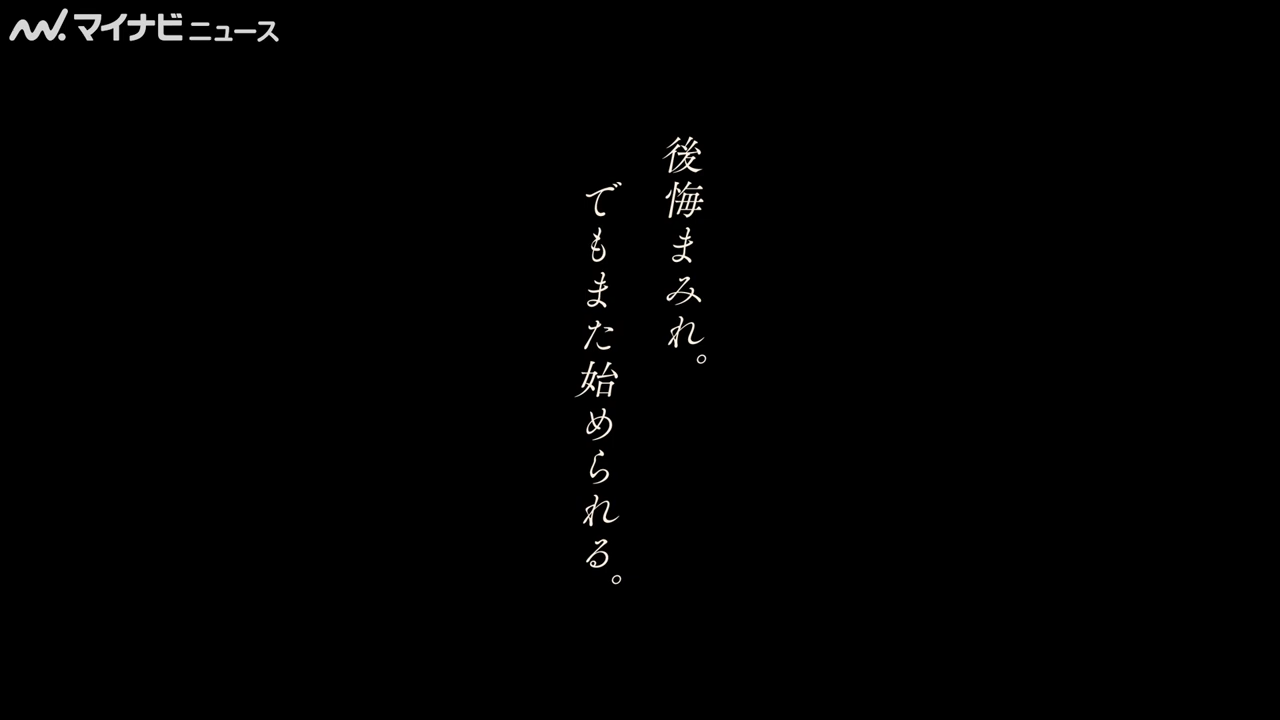 マイナビニュース
後悔まみれ。
でもまた始められる。